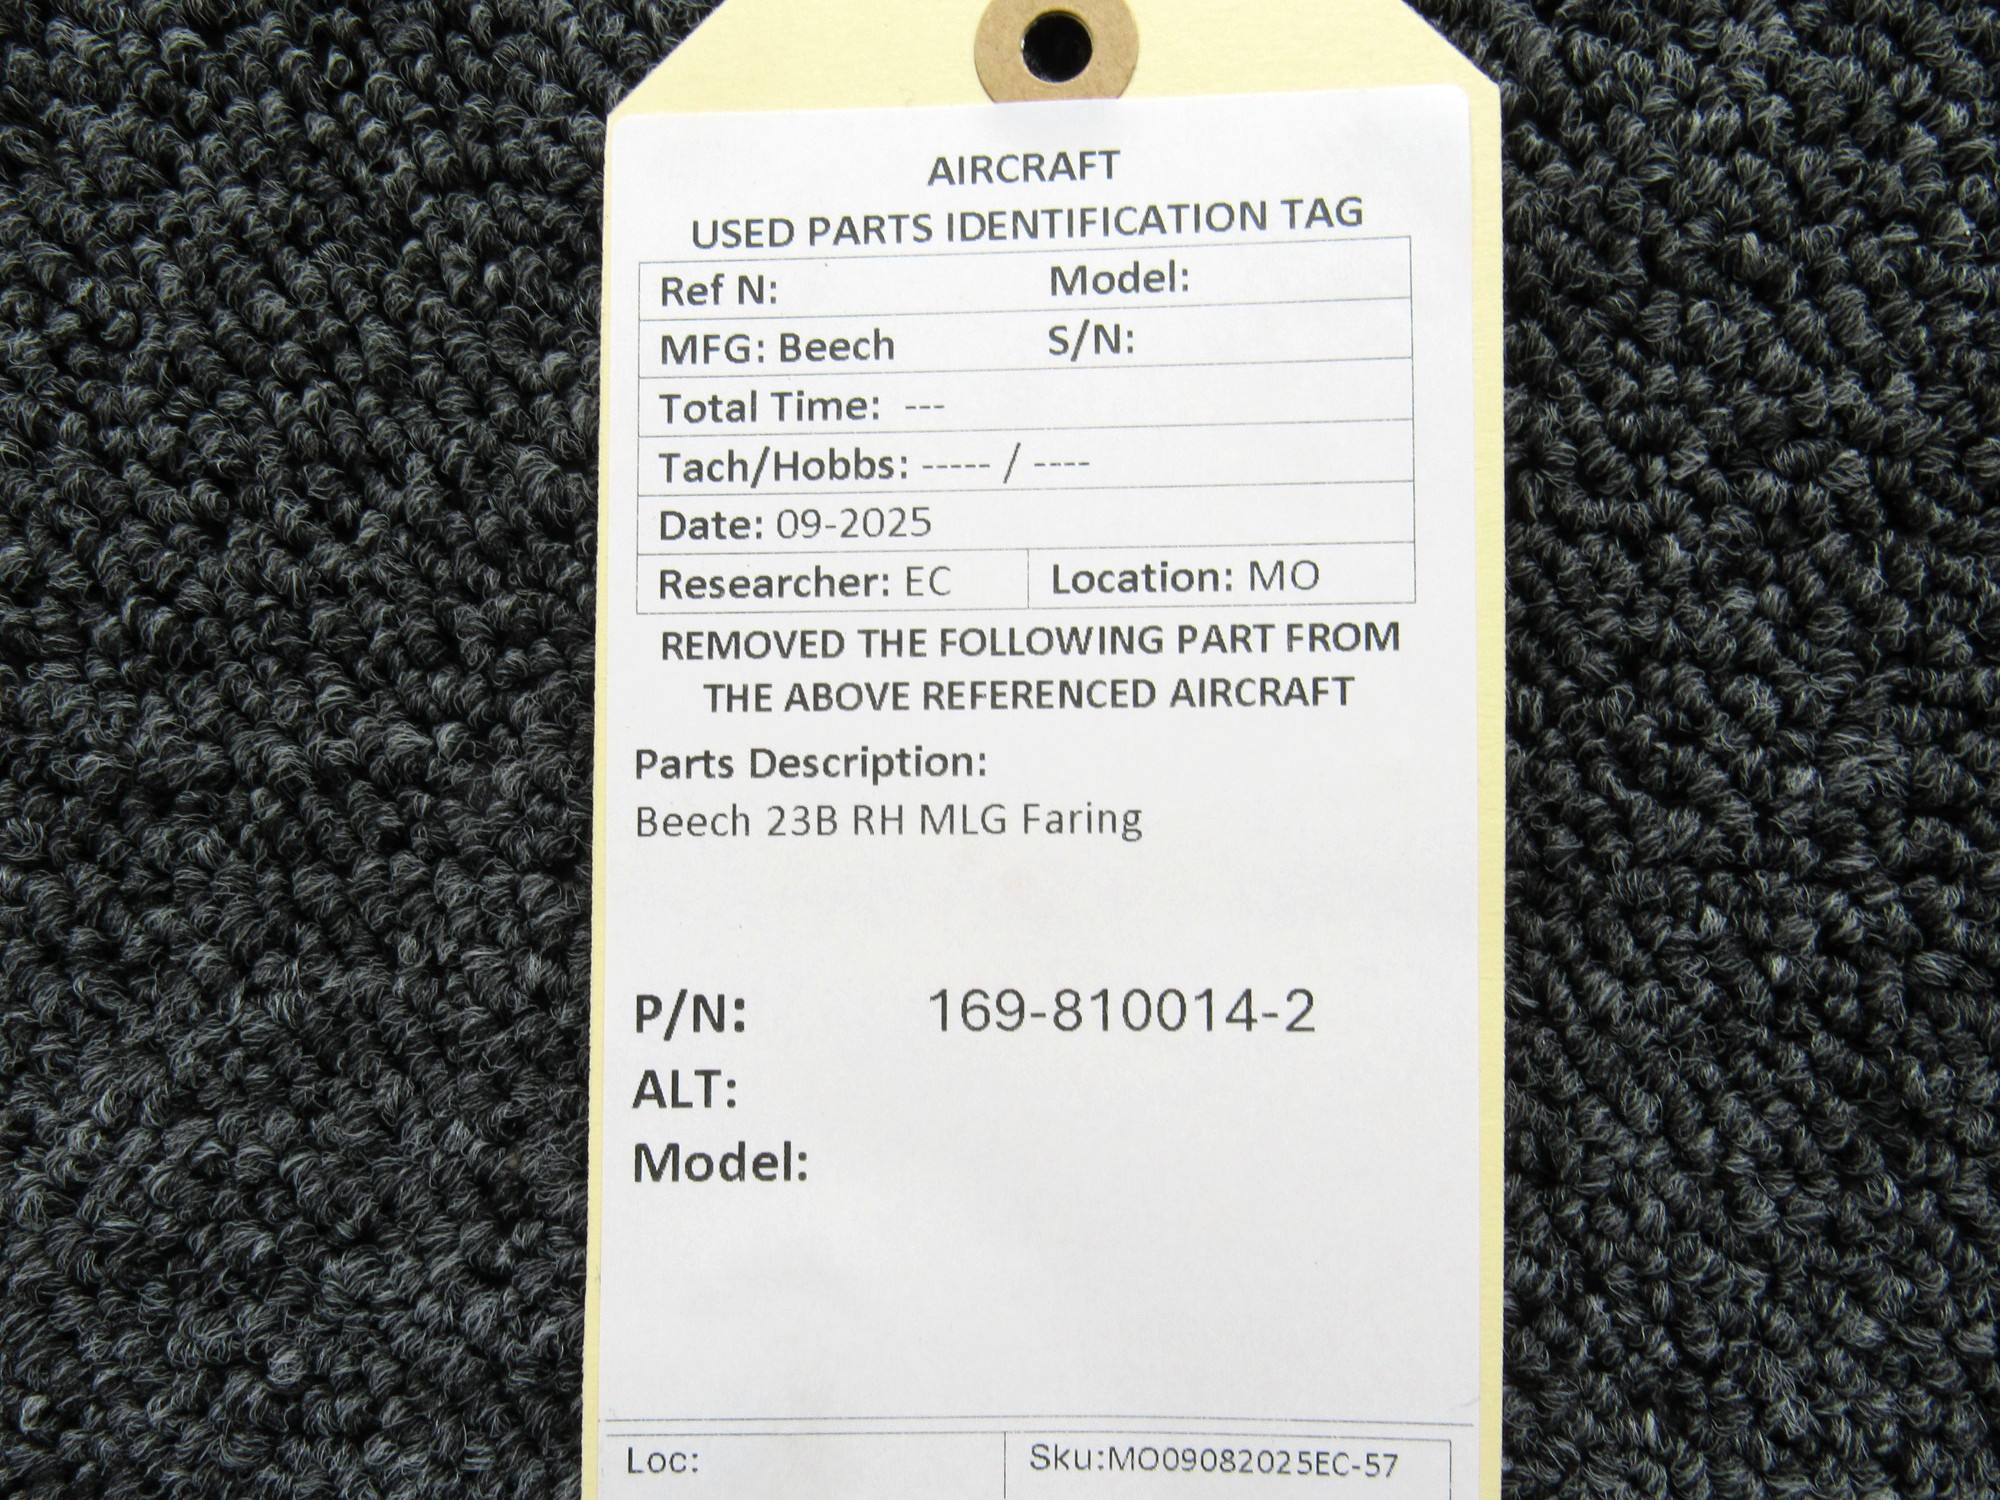 AIRCRAFT
USED PARTS IDENTIFICATION TAG
Ref N: Model:
MFG: Beech S/N:
Total Time: ---
Tach/Hobbs: ----- / ----
Date: 09-2025
Researcher: EC Location: MO
REMOVED THE FOLLOWING PART FROM
THE ABOVE REFERENCED AIRCRAFT
Parts Description:
Beech 23B RH MLG Faring
P/N: 169-810014-2
ALT:
Model:
Loc: Sku:MO09082025EC-57